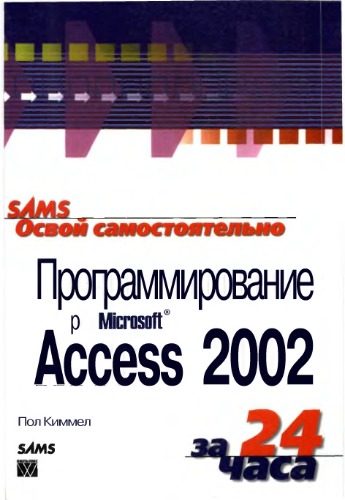 SAMS
Освой самостоятельно
Программирование
р Microsoft®
Access 2002
Пол Киммел
24
за часа
SAMS